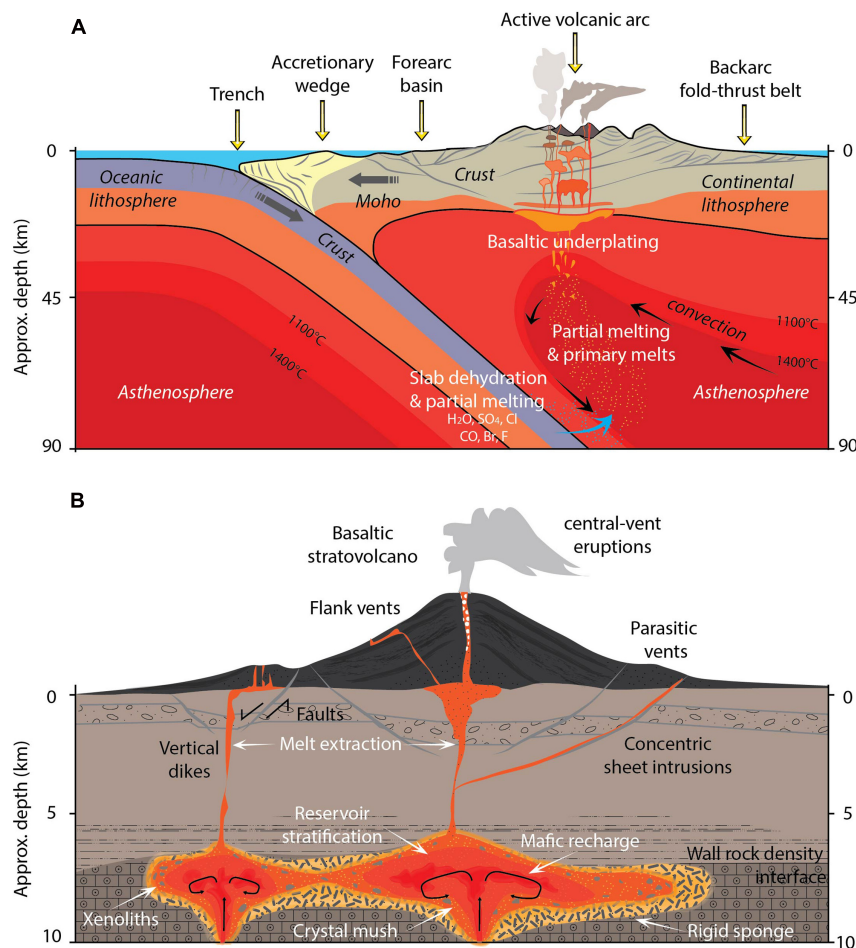 A
Active volcanic arc
Accretionary
wedge
Forearc
basin
Backarc
fold-thrust belt
Trench
0
0
Oceanic
lithosphere
Crust
Moho
Continental
lithosphere
Crust
Basaltic underplating
45
45
Approx. depth (km)
1100°C
1400°C
convection
1100°C
1400°C
Partial melting
& primary melts
Asthenosphere
Slab dehydration
& partial melting
H₂O, SO₄, Cl
CO, Br, F
Asthenosphere
90
90
B
Basaltic
stratovolcano
central-vent
eruptions
Flank vents
Parasitic
vents
0
0
Faults
Vertical
dikes
Melt extraction
Concentric
sheet intrusions
Approx. depth (km)
5
5
Reservoir
stratification
Mafic recharge
Wall rock density
interface
Xenoliths
Crystal mush
Rigid sponge
10
10